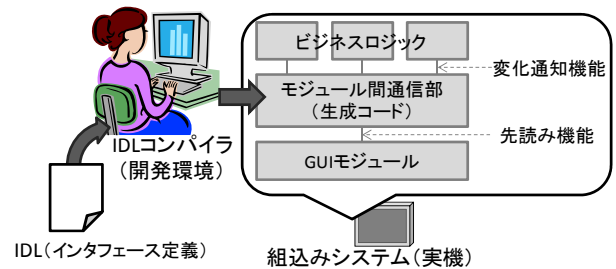 ビジネスロジック
変化通知機能
モジュール間通信部
（生成コード）
先読み機能
IDLコンパイラ
（開発環境）
GUIモジュール
IDL（インタフェース定義）
組込みシステム（実機）